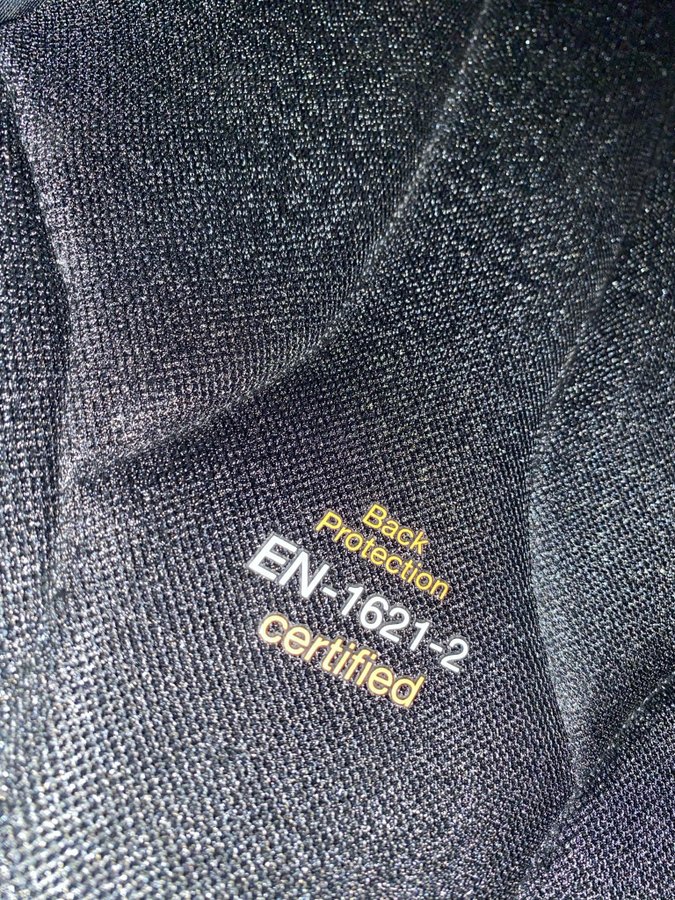 Back
Protection
EN-1621-2
certified